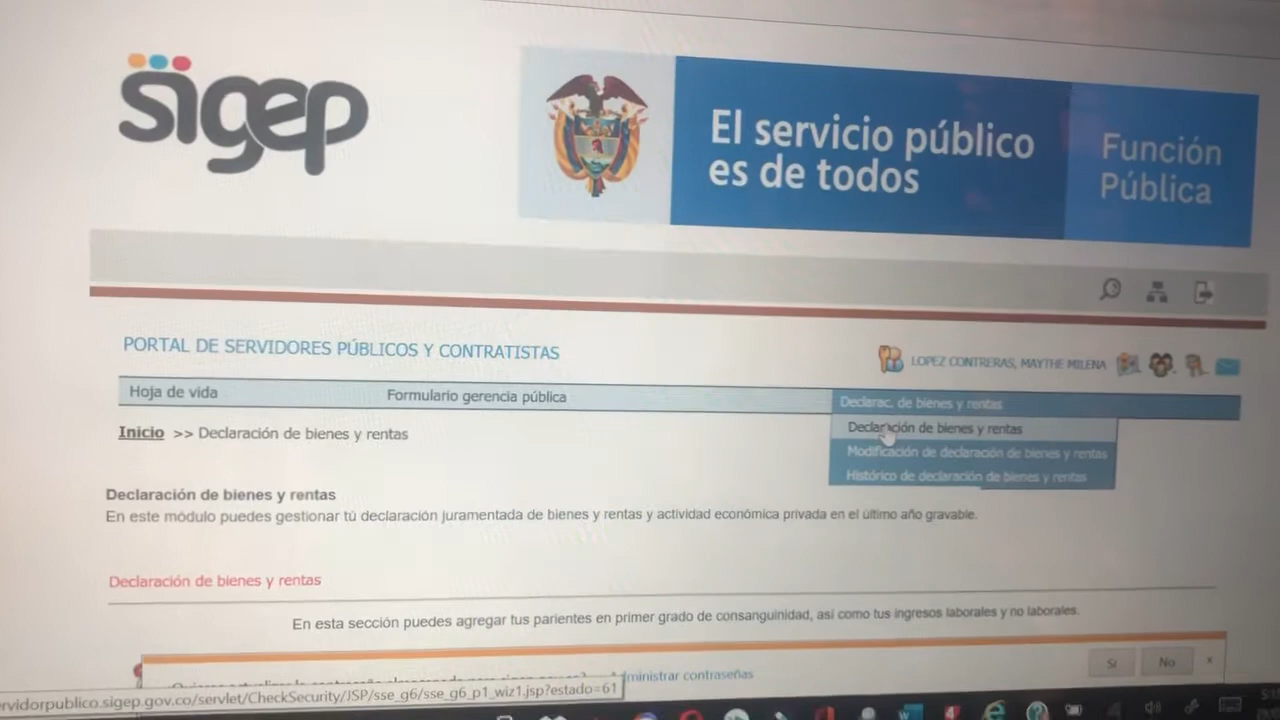 sigep
El servicio público
es de todos
Función
Pública
PORTAL DE SERVIDORES PÚBLICOS Y CONTRATISTAS
LOPEZ CONTRERAS, MAYTHE MILENA
Hoja de vida
Formulario gerencia pública
Declarac. de bienes y rentas
Declaración de bienes y rentas
Modificación de declaración de bienes y rentas
Histórico de declaración de bienes y rentas
Inicio >> Declaración de bienes y rentas
Declaración de bienes y rentas
En este módulo puedes gestionar tú declaración juramentada de bienes y rentas y actividad económica privada en el último año gravable.
Declaración de bienes y rentas
En esta sección puedes agregar tus parientes en primer grado de consanguinidad, así como tus ingresos laborales y no laborales.
Si
No
×
ministrar contraseñas
rvidorpublico.sigep.gov.co/servlet/CheckSecurity/JSP/sse_g6/sse_g6_p1_wiz1.jsp?estado=61